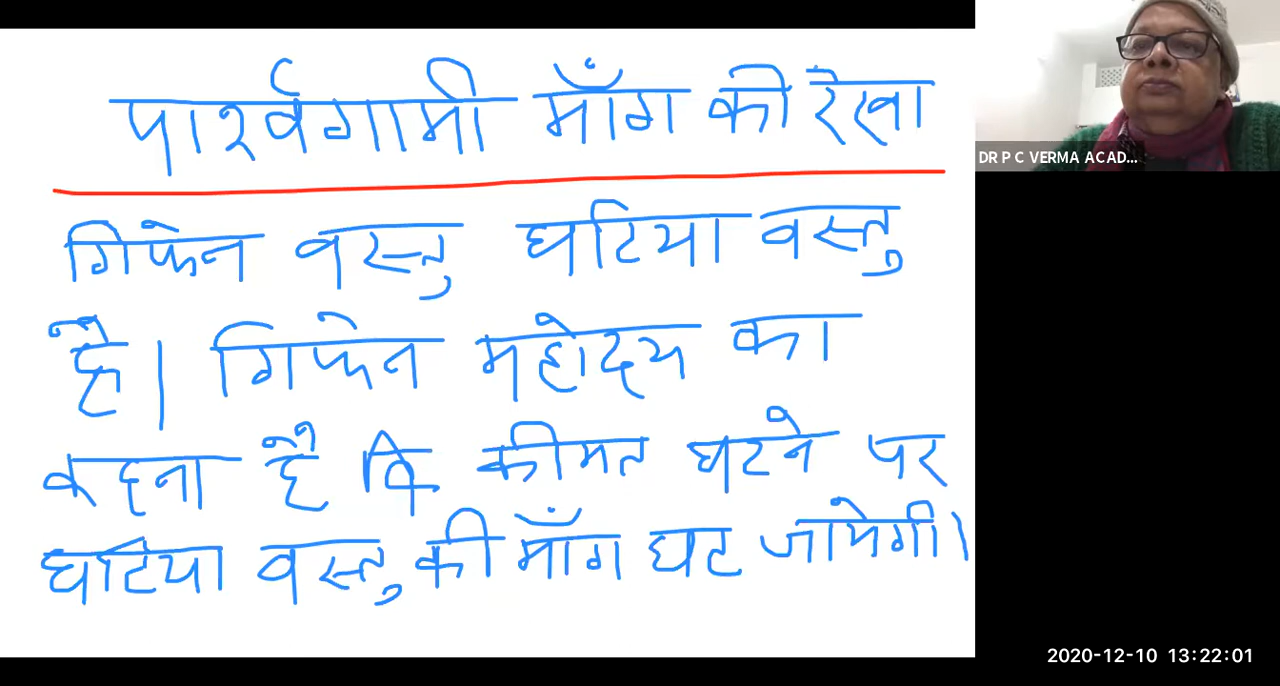 पार्श्वगामी माँग की रेखा
DR P C VERMA ACAD...
गिफेन वस्तु घटिया वस्तु
है। गिफेन महोदय का
कहना है कि कीमत घटने पर
घटिया वस्तु की माँग घट जायेगी।
2020-12-10 13:22:01